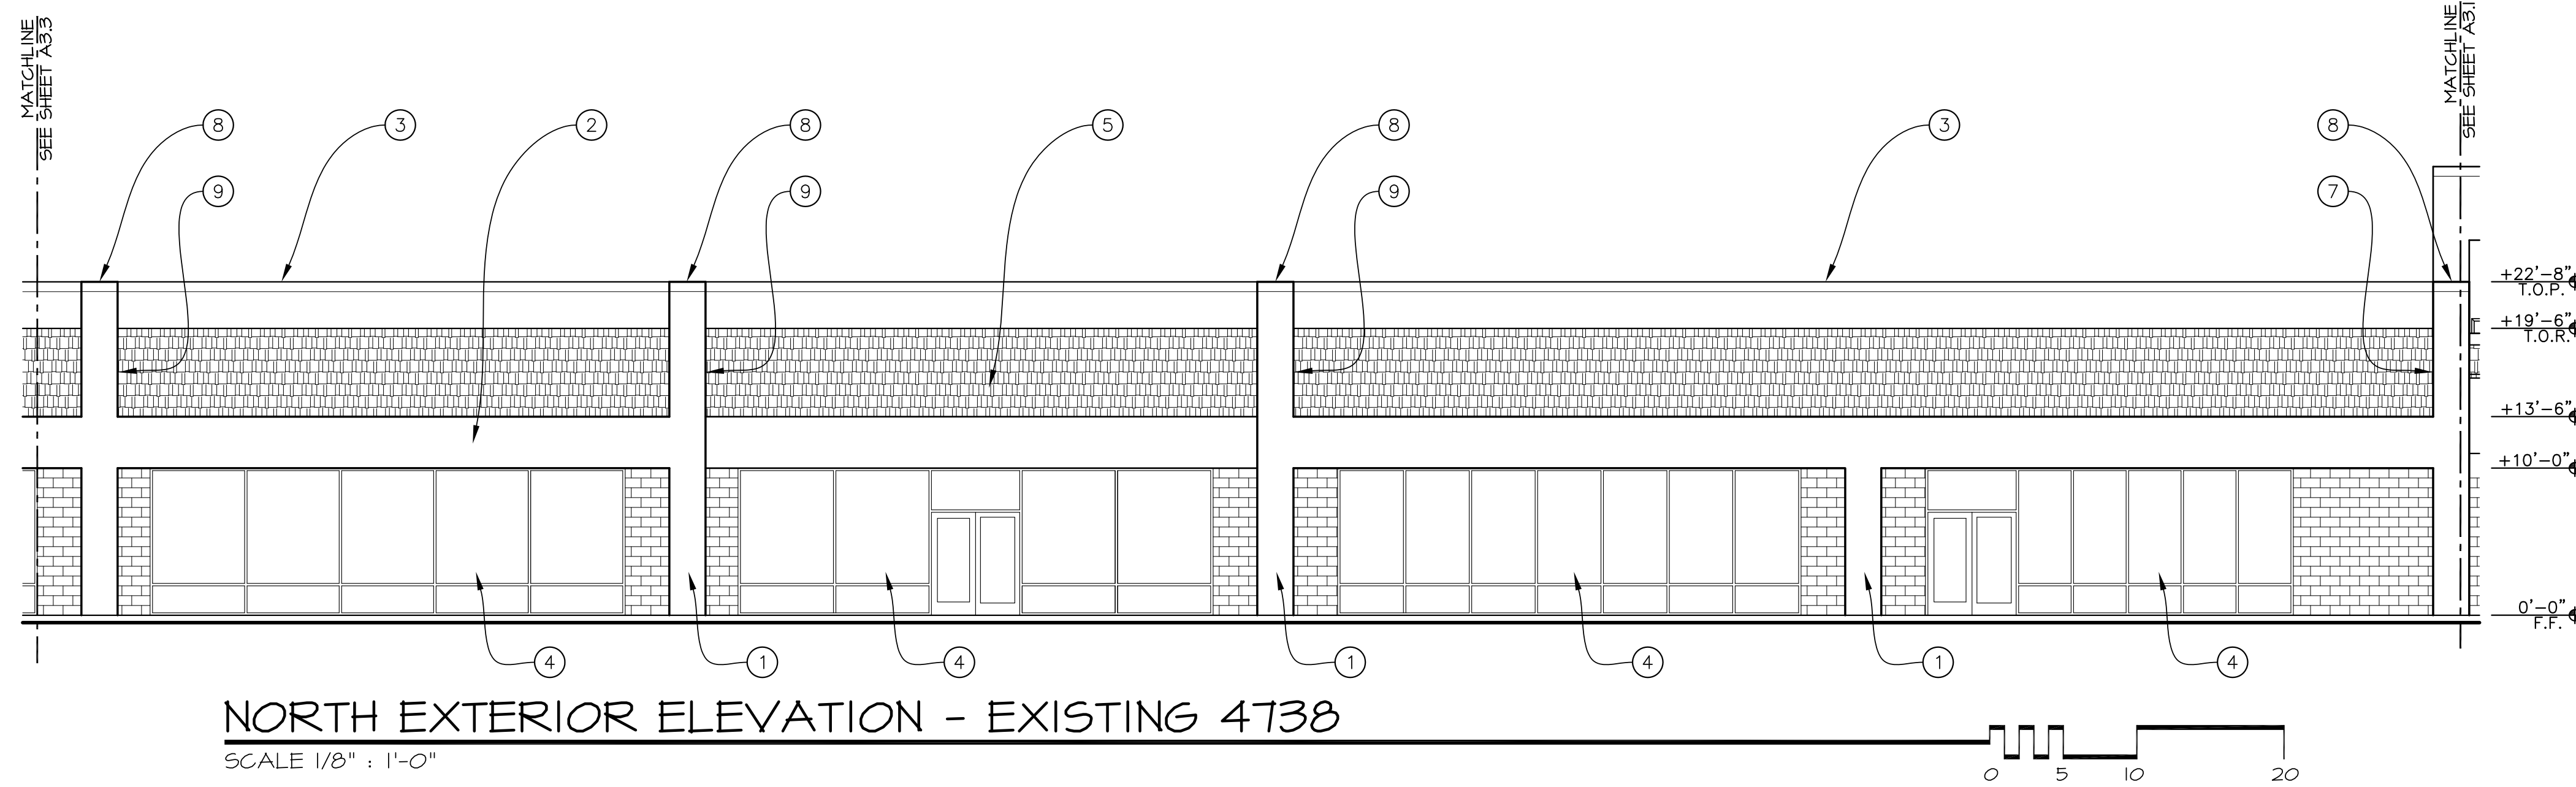 MATCHLINE
SEE SHEET A3.3
MATCHLINE
SEE SHEET A3.1
8
3
2
8
5
8
3
8
9
9
9
7
+22'-8"
T.O.P.
+19'-6"
T.O.R.
+13'-6"
+10'-0"
0'-0"
F.F.
4
1
4
1
4
1
4
NORTH EXTERIOR ELEVATION - EXISTING 4738
SCALE 1/8" : 1'-0"
0 5 10 20